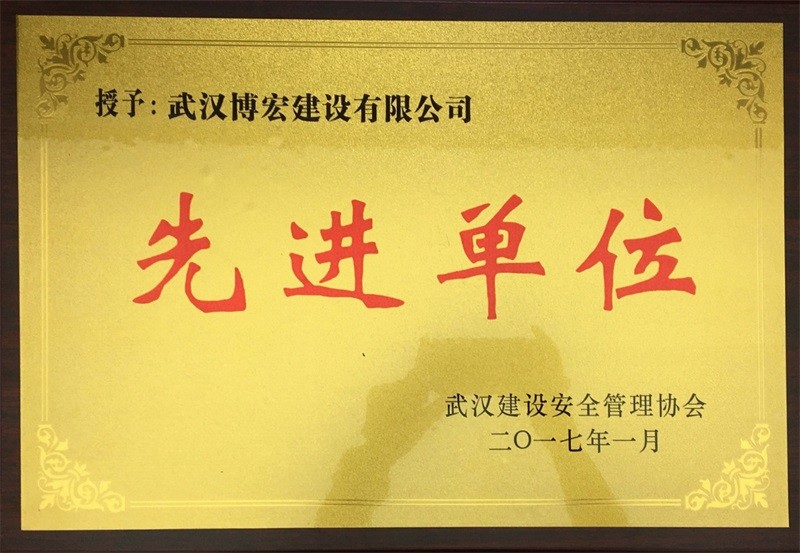 授予：武汉博宏建设有限公司
先进单位
武汉建设安全管理协会
二〇一七年一月